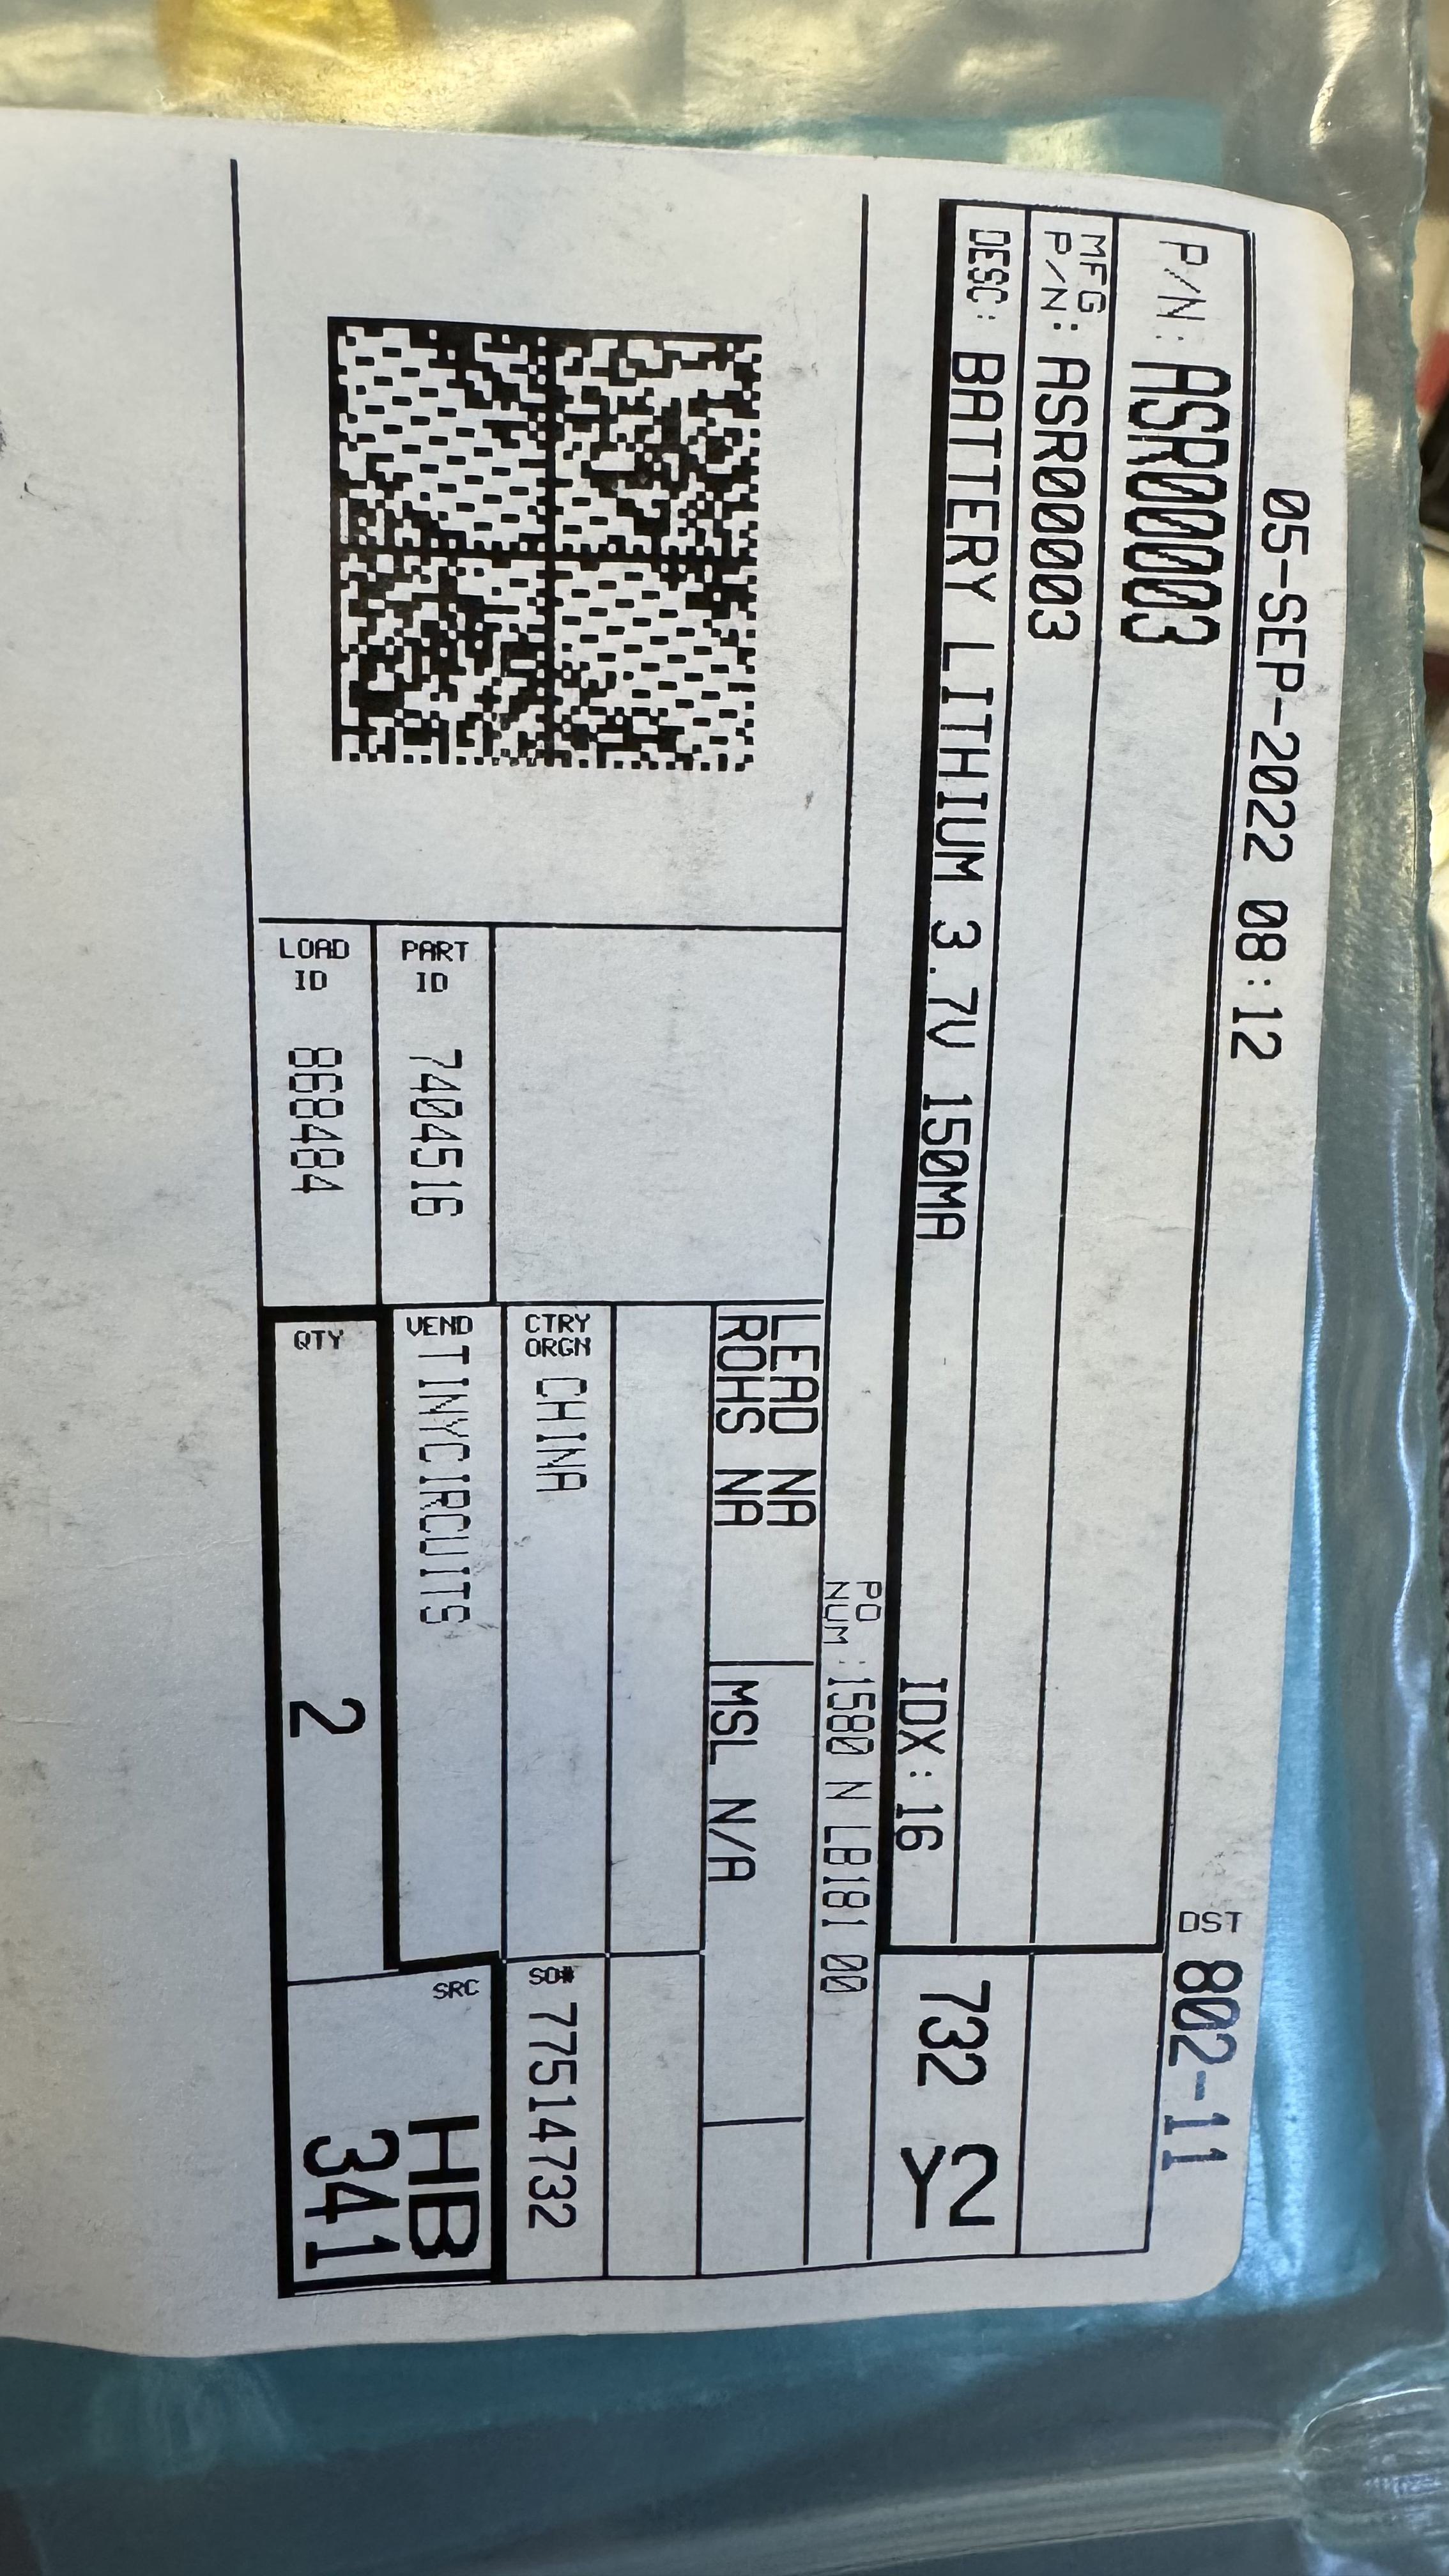 05-SEP-2022 08:12
DST 802-11
P/N: ASR00003
MFG
P/N: ASR00003
DESC: BATTERY LITHIUM 3.7V 150MA
IDX:16
732 Y2
PO
NUM :1580 N LB181 00
LEAD NA
ROHS NA
MSL N/A
CTRY
ORGN CHINA
SO# 77514732
PART
ID 7404516
VEND TINYCIRCUITS
LOAD
ID 868484
QTY 2
SRC
HB
341